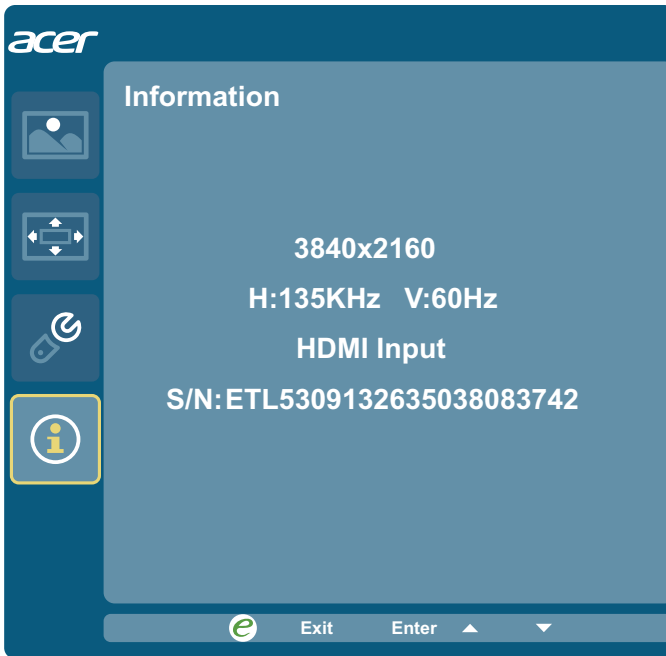 acer
Information
3840x2160
H:135KHz V:60Hz
HDMI Input
S/N:ETL5309132635038083742
e Exit Enter